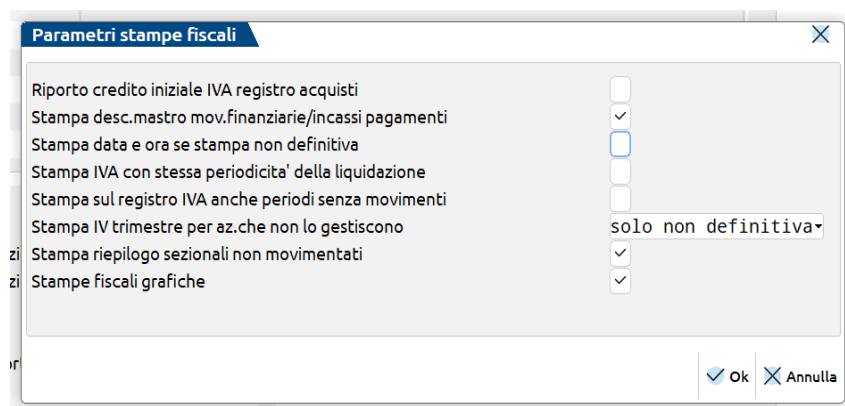 Parametri stampe fiscali
Riporto credito iniziale IVA registro acquisti
Stampa desc.mastro mov.finanziarie/incassi pagamenti
Stampa data e ora se stampa non definitiva
Stampa IVA con stessa periodicita' della liquidazione
Stampa sul registro IVA anche periodi senza movimenti
Stampa IV trimestre per az.che non lo gestiscono solo non definitiva
Stampa riepilogo sezionali non movimentati
Stampe fiscali grafiche
Ok Annulla